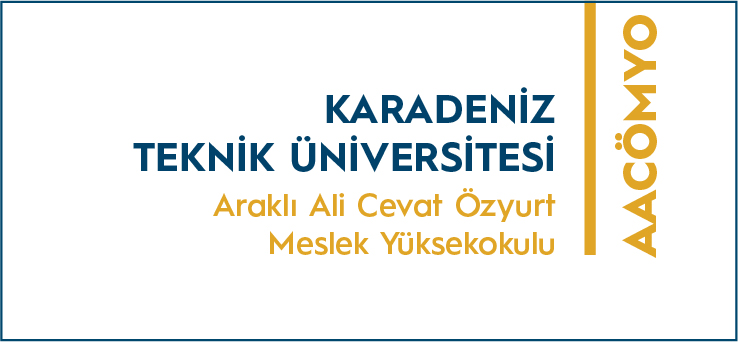 KARADENİZ
TEKNİK ÜNİVERSİTESİ
Araklı Ali Cevat Özyurt
Meslek Yüksekokulu
AACÖMYO